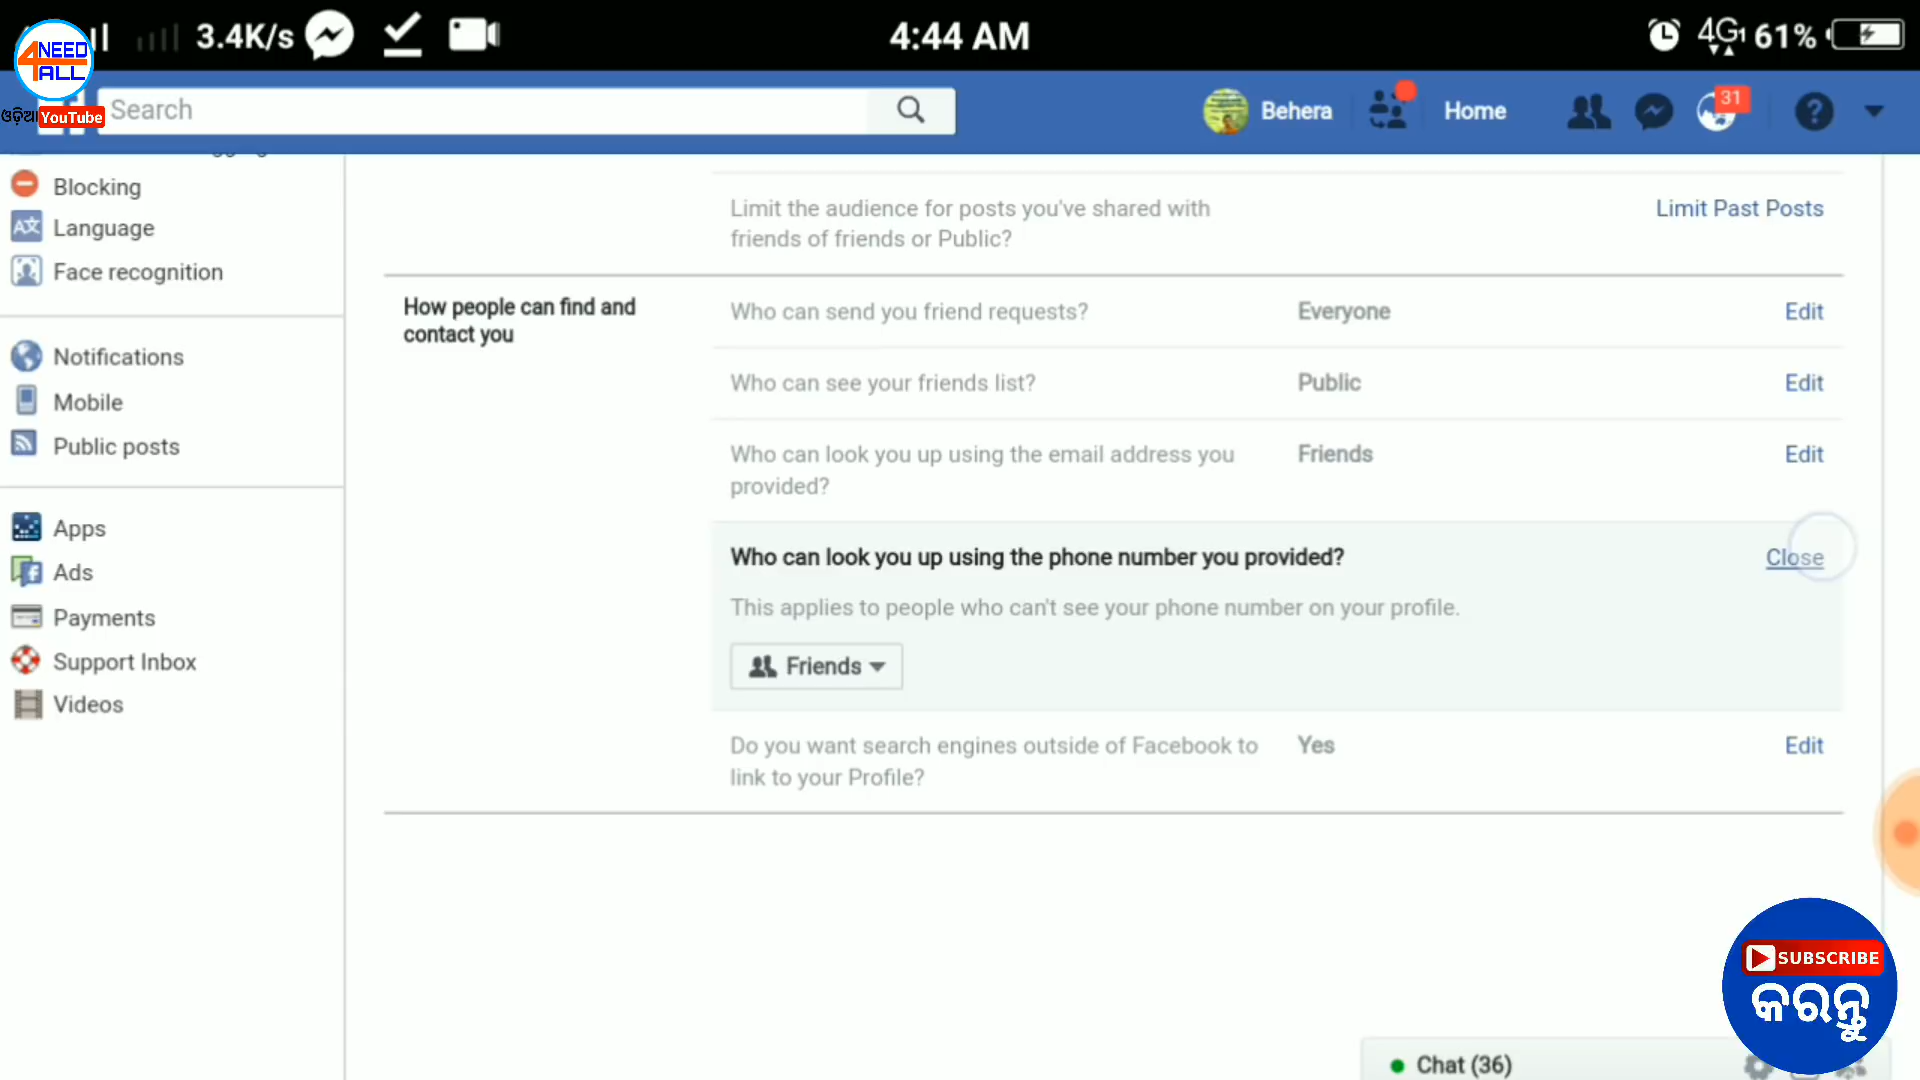 3.4K/s
4:44 AM
4G 61%
4NEED
ALL
ଓଡ଼ିଆ YouTube
Search
Behera
Home
31
Blocking
Language
Face recognition
Notifications
Mobile
Public posts
Apps
Ads
Payments
Support Inbox
Videos
Limit the audience for posts you've shared with
friends of friends or Public?
Limit Past Posts
How people can find and
contact you
Who can send you friend requests?
Everyone
Edit
Who can see your friends list?
Public
Edit
Who can look you up using the email address you
provided?
Friends
Edit
Who can look you up using the phone number you provided?
Close
This applies to people who can't see your phone number on your profile.
Friends
Do you want search engines outside of Facebook to
link to your Profile?
Yes
Edit
SUBSCRIBE
କରନ୍ତୁ
Chat (36)